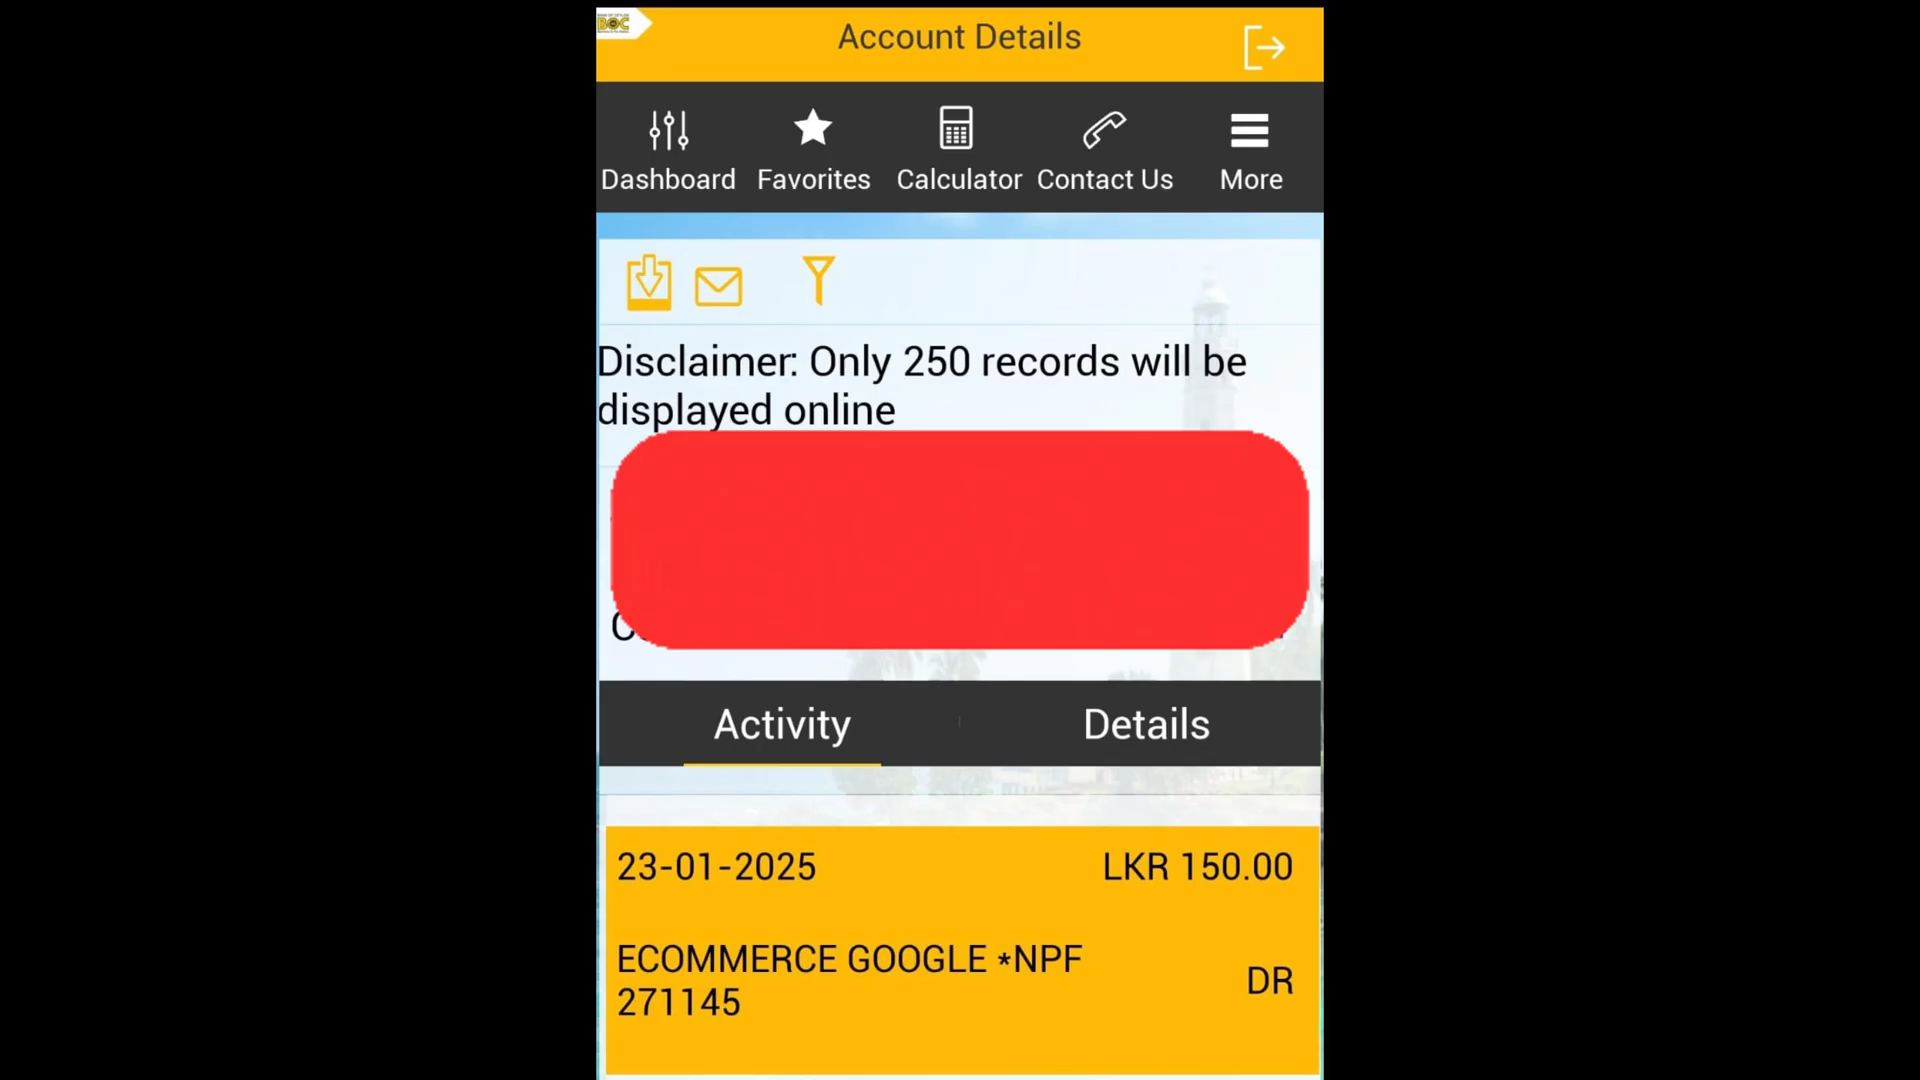 BOC
Account Details
Dashboard Favorites Calculator Contact Us More
Disclaimer: Only 250 records will be
displayed online
Activity Details
23-01-2025 LKR 150.00
ECOMMERCE GOOGLE *NPF
271145
DR